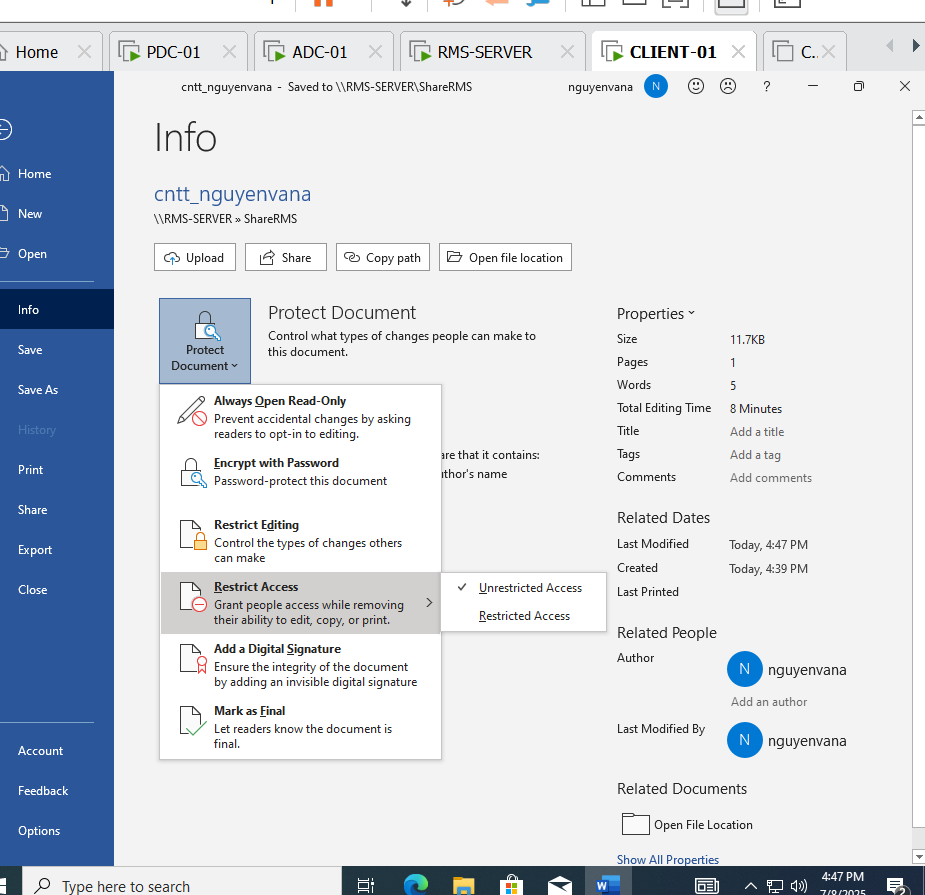 Home
PDC-01
ADC-01
RMS-SERVER
CLIENT-01
C..
cntt_nguyenvana - Saved to \\RMS-SERVER\ShareRMS
nguyenvana
N
?
Info
Home
New
Open
Info
Save
Save As
History
Print
Share
Export
Close
Account
Feedback
Options
cntt_nguyenvana
\\RMS-SERVER » ShareRMS
Upload
Share
Copy path
Open file location
Protect
Document
Protect Document
Control what types of changes people can make to
this document.
Always Open Read-Only
Prevent accidental changes by asking
readers to opt-in to editing.
Encrypt with Password
Password-protect this document
Restrict Editing
Control the types of changes others
can make
Restrict Access
Grant people access while removing
their ability to edit, copy, or print.
Add a Digital Signature
Ensure the integrity of the document
by adding an invisible digital signature
Mark as Final
Let readers know the document is
final.
Unrestricted Access
Restricted Access
are that it contains:
thor's name
Properties
Size 11.7KB
Pages 1
Words 5
Total Editing Time 8 Minutes
Title Add a title
Tags Add a tag
Comments Add comments
Related Dates
Last Modified Today, 4:47 PM
Created Today, 4:39 PM
Last Printed
Related People
Author
N nguyenvana
Add an author
Last Modified By
N nguyenvana
Related Documents
Open File Location
Show All Properties
Type here to search
4:47 PM
7/8/2025
2